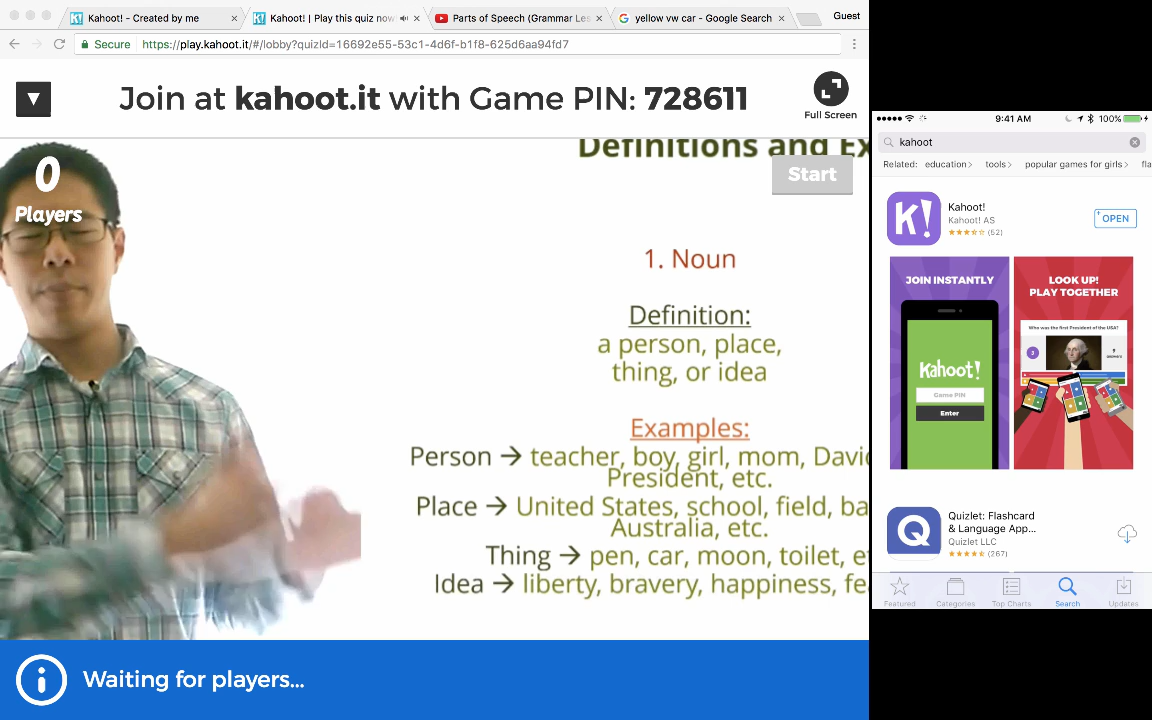 Kahoot! - Created by me
Kahoot! | Play this quiz now
Parts of Speech (Grammar Les
yellow vw car - Google Search
Guest
Secure
https://play.kahoot.it/#/lobby?quizId=16692e55-53c1-4d6f-b1f8-625d6aa94fd7
Join at kahoot.it with Game PIN: 728611
Full Screen
Definitions and Ex
0
Players
Start
1. Noun
Definition:
a person, place,
thing, or idea
Examples:
Person → teacher, boy, girl, mom, Davi
President, etc.
Place → United States, school, field, ba
Australia, etc.
Thing → pen, car, moon, toilet, e
Idea → liberty, bravery, happiness, fe
Waiting for players...
9:41 AM
100%
kahoot
Related: education > tools > popular games for girls > fla
K!
Kahoot!
Kahoot! AS
(52)
+OPEN
JOIN INSTANTLY
Kahoot!
Game PIN
Enter
LOOK UP!
PLAY TOGETHER
Who was the first President of the USA?
3
Q
Quizlet: Flashcard
& Language App...
Quizlet LLC
(267)
Featured
Categories
Top Charts
Search
Updates